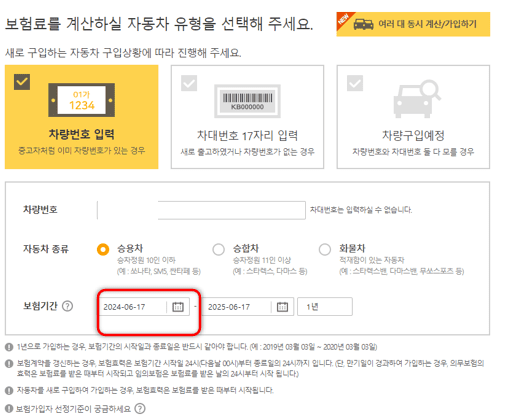 보험료를 계산하실 자동차 유형을 선택해 주세요.
NEW 여러 대 동시 계산/가입하기
새로 구입하는 자동차 구입상황에 따라 진행해 주세요.
01가
1234
차량번호 입력
중고차처럼 이미 차량번호가 있는 경우
KB000000
차대번호 17자리 입력
새로 출고하였거나 차량번호가 없는 경우
차량구입예정
차량번호와 차대번호 둘 다 모를 경우
차량번호
차대번호는 입력하실 수 없습니다.
자동차 종류
승용차
승차정원 10인 이하
(예 : 쏘나타, SM5, 싼타페 등)
승합차
승차정원 11인 이상
(예 : 스타렉스, 다마스 등)
화물차
적재함이 있는 자동차
(예 : 스타렉스밴, 다마스밴, 무쏘스포츠 등)
보험기간 ?
2024-06-17 - 2025-06-17 1년
! 1년으로 가입하는 경우, 보험기간의 시작일과 종료일은 반드시 같아야 합니다. (예 : 2019년 03월 03일 ~ 2020년 03월 03일)
! 보험계약을 갱신하는 경우, 보험효력은 보험기간 시작일 24시(다음날 00시)부터 종료일의 24시까지 입니다. (단, 만기일이 경과하여 가입하는 경우, 의무보험의
효력은 보험료를 받은 때부터 시작되고 임의보험은 보험료를 받은 날의 24시부터 시작 됩니다.)
! 자동차를 새로 구입하여 가입하는 경우, 보험효력은 보험료를 받은 때부터 시작됩니다.
! 보험가입자 선정기준이 궁금하세요 ?